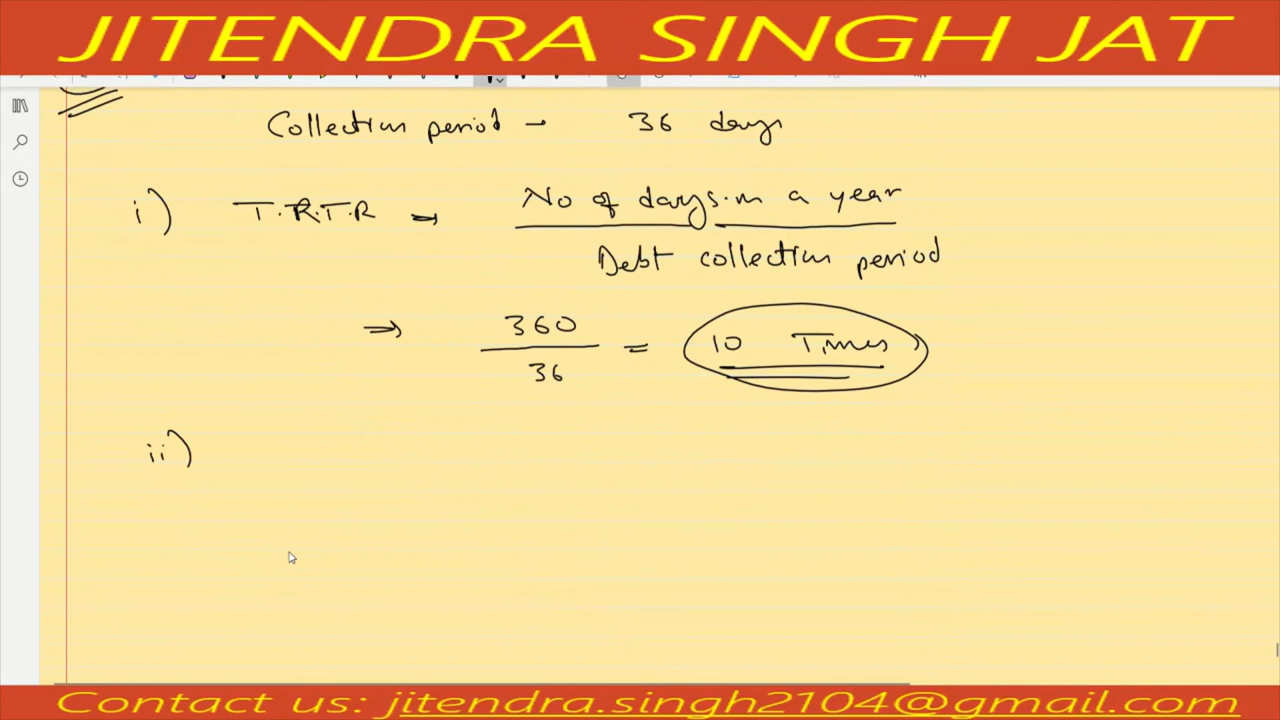 JITENDRA SINGH JAT
Collection period → 36 days
i) T.R.T.R → No of days in a year
Debt collection period
⇒ 360
36
= 10 Times
ii)
Contact us: jitendra.singh2104@gmail.com